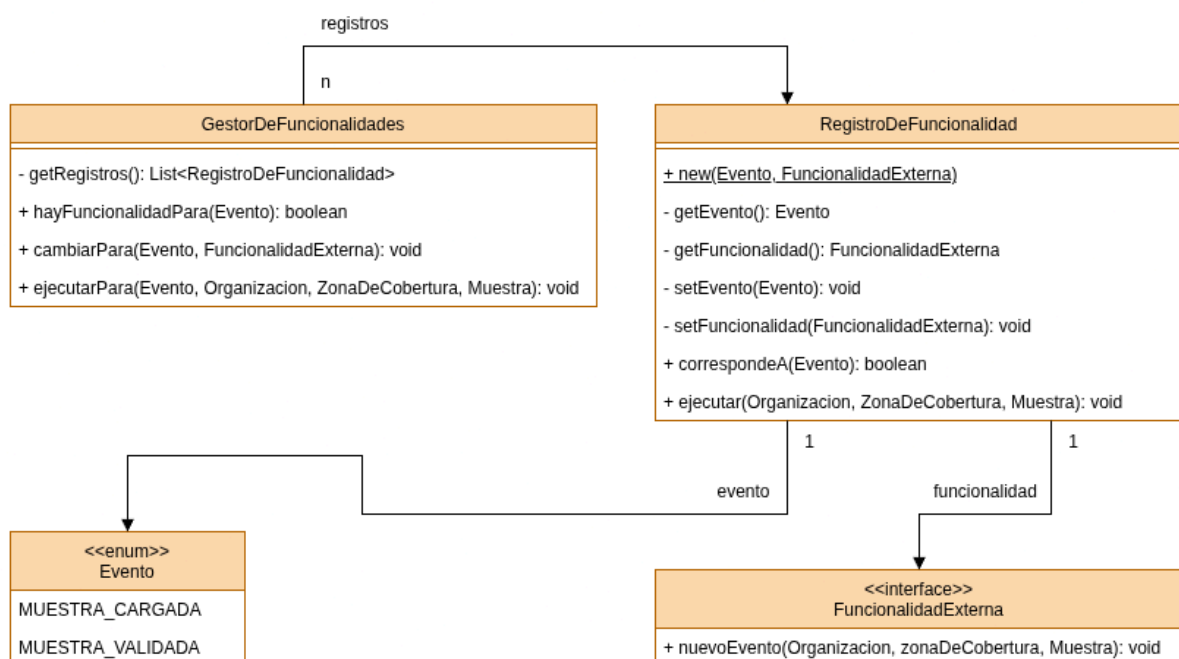 registros
n
GestorDeFuncionalidades
- getRegistros(): List<RegistroDeFuncionalidad>
+ hayFuncionalidadPara(Evento): boolean
+ cambiarPara(Evento, FuncionalidadExterna): void
+ ejecutarPara(Evento, Organizacion, ZonaDeCobertura, Muestra): void
RegistroDeFuncionalidad
+ new(Evento, FuncionalidadExterna)
- getEvento(): Evento
- getFuncionalidad(): FuncionalidadExterna
- setEvento(Evento): void
- setFuncionalidad(FuncionalidadExterna): void
+ correspondeA(Evento): boolean
+ ejecutar(Organizacion, ZonaDeCobertura, Muestra): void
1
1
evento
funcionalidad
<<enum>>
Evento
MUESTRA_CARGADA
MUESTRA_VALIDADA
<<interface>>
FuncionalidadExterna
+ nuevoEvento(Organizacion, zonaDeCobertura, Muestra): void